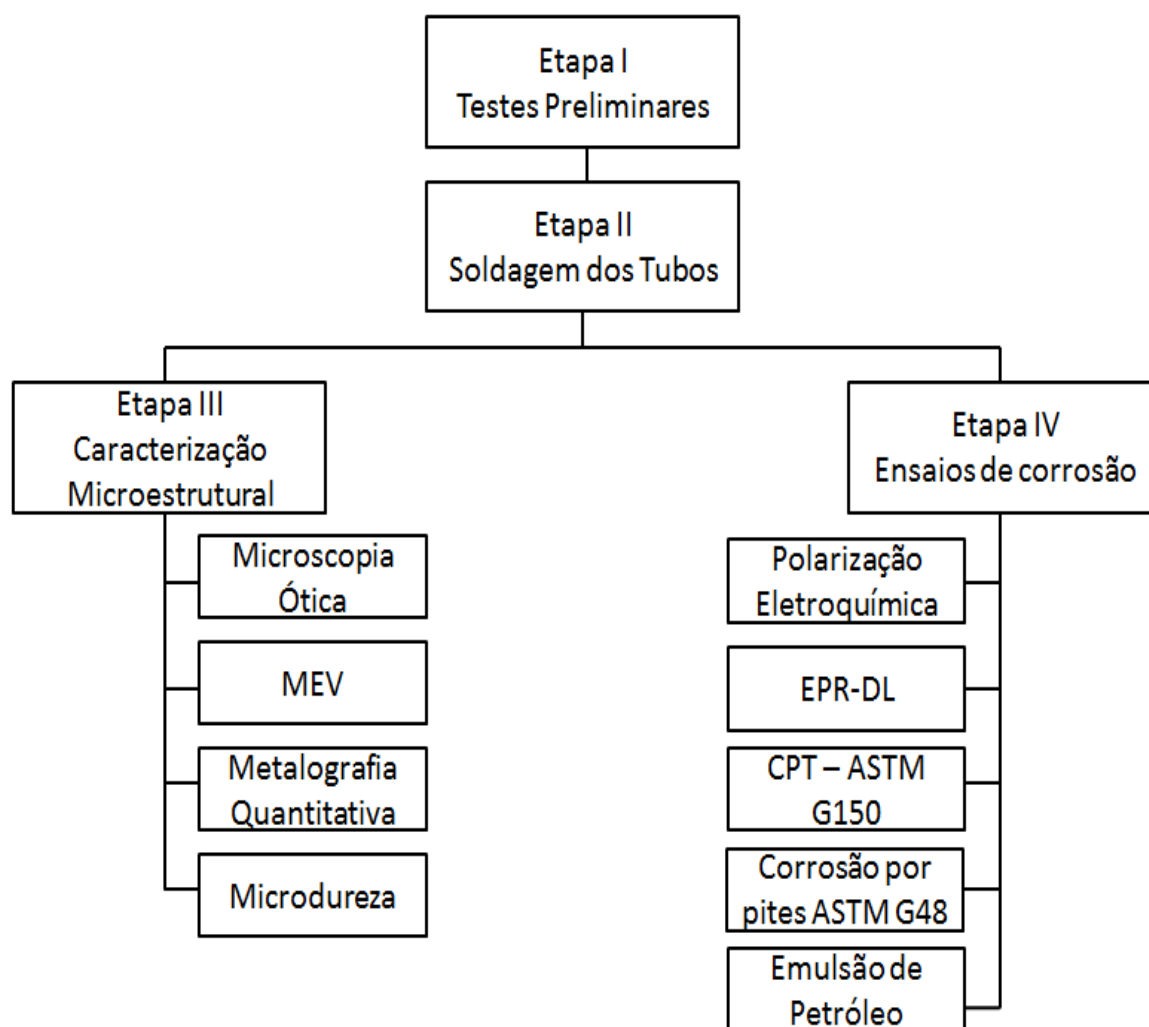 Etapa I
Testes Preliminares
Etapa II
Soldagem dos Tubos
Etapa III
Caracterização
Microestrutural
Microscopia
Ótica
MEV
Metalografia
Quantitativa
Microdureza
Etapa IV
Ensaios de corrosão
Polarização
Eletroquímica
EPR-DL
CPT – ASTM
G150
Corrosão por
pites ASTM G48
Emulsão de
Petróleo